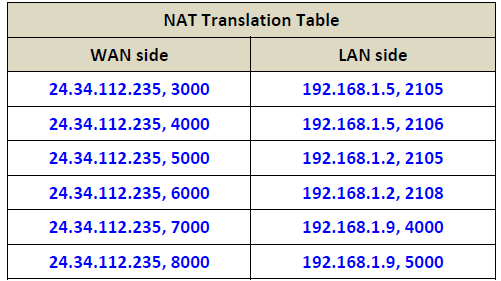 NAT Translation Table
WAN side LAN side
24.34.112.235, 3000 192.168.1.5, 2105
24.34.112.235, 4000 192.168.1.5, 2106
24.34.112.235, 5000 192.168.1.2, 2105
24.34.112.235, 6000 192.168.1.2, 2108
24.34.112.235, 7000 192.168.1.9, 4000
24.34.112.235, 8000 192.168.1.9, 5000